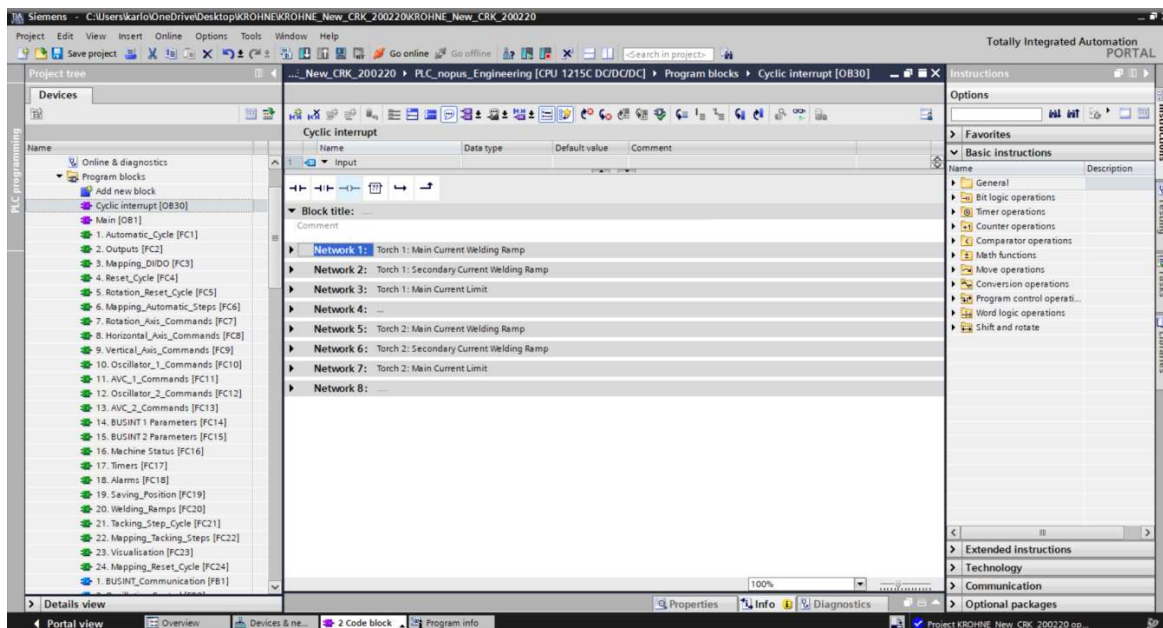 Siemens - C:\Users\karlo\OneDrive\Desktop\KROHNE\KROHNE_New_CRK_200220\KROHNE_New_CRK_200220
Project Edit View Insert Online Options Tools Window Help
Totally Integrated Automation
PORTAL
Save project
Go online
Go offline
<Search in project>
Project tree
...:_New_CRK_200220 ▸ PLC_nopus_Engineering [CPU 1215C DC/DC/DC] ▸ Program blocks ▸ Cyclic interrupt [OB30]
Instructions
Devices
Options
PLC programming
Name
Online & diagnostics
Program blocks
Add new block
Cyclic interrupt [OB30]
Main [OB1]
1. Automatic_Cycle [FC1]
2. Outputs [FC2]
3. Mapping_DI/DO [FC3]
4. Reset_Cycle [FC4]
5. Rotation_Reset_Cycle [FC5]
6. Mapping_Automatic_Steps [FC6]
7. Rotation_Axis_Commands [FC7]
8. Horizontal_Axis_Commands [FC8]
9. Vertical_Axis_Commands [FC9]
10. Oscillator_1_Commands [FC10]
11. AVC_1_Commands [FC11]
12. Oscillator_2_Commands [FC12]
13. AVC_2_Commands [FC13]
14. BUSINT 1 Parameters [FC14]
15. BUSINT 2 Parameters [FC15]
16. Machine Status [FC16]
17. Timers [FC17]
18. Alarms [FC18]
19. Saving_Position [FC19]
20. Welding_Ramps [FC20]
21. Tacking_Step_Cycle [FC21]
22. Mapping_Tacking_Steps [FC22]
23. Visualisation [FC23]
24. Mapping_Reset_Cycle [FC24]
1. BUSINT_Communication [FB1]
Details view
Cyclic interrupt
Name Data type Default value Comment
1 Input
Block title: ....
Comment
Network 1: Torch 1: Main Current Welding Ramp
Network 2: Torch 1: Secondary Current Welding Ramp
Network 3: Torch 1: Main Current Limit
Network 4: ...
Network 5: Torch 2: Main Current Welding Ramp
Network 6: Torch 2: Secondary Current Welding Ramp
Network 7: Torch 2: Main Current Limit
Network 8: ....
100%
Properties Info Diagnostics
Favorites
Basic instructions
Name Description
General
Bit logic operations
Timer operations
Counter operations
Comparator operations
Math functions
Move operations
Conversion operations
Program control operati...
Word logic operations
Shift and rotate
Extended instructions
Technology
Communication
Optional packages
Instructions
Testing
Tasks
Libraries
Portal view
Overview
Devices & ne...
2 Code block
Program info
Project KROHNE_New_CRK_200220 op...